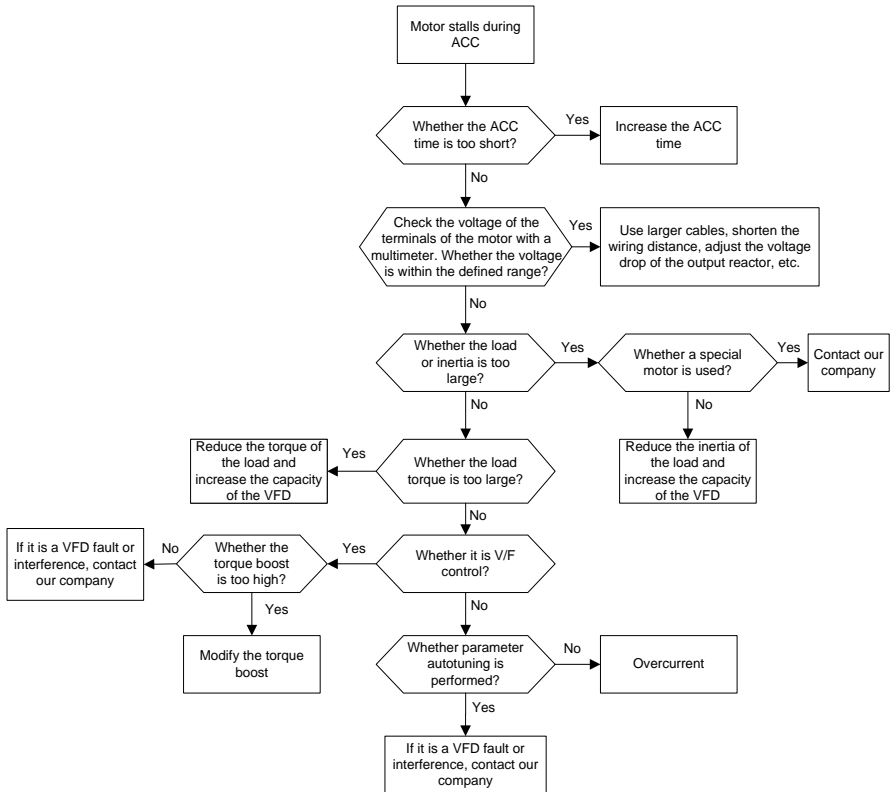 Motor stalls during
ACC
Whether the ACC
time is too short?
Yes
Increase the ACC
time
No
Check the voltage of the
terminals of the motor with a
multimeter. Whether the voltage
is within the defined range?
Yes
Use larger cables, shorten the
wiring distance, adjust the voltage
drop of the output reactor, etc.
No
Whether the load
or inertia is too
large?
Yes
Whether a special
motor is used?
Yes
Contact our
company
No
No
Reduce the inertia of
the load and
increase the capacity
of the VFD
Whether the load
torque is too large?
Yes
Reduce the torque of
the load and
increase the capacity
of the VFD
No
Whether it is V/F
control?
Yes
Whether the
torque boost
is too high?
No
If it is a VFD fault or
interference, contact
our company
Yes
Modify the torque
boost
No
Whether parameter
autotuning is
performed?
No
Overcurrent
Yes
If it is a VFD fault or
interference, contact our
company